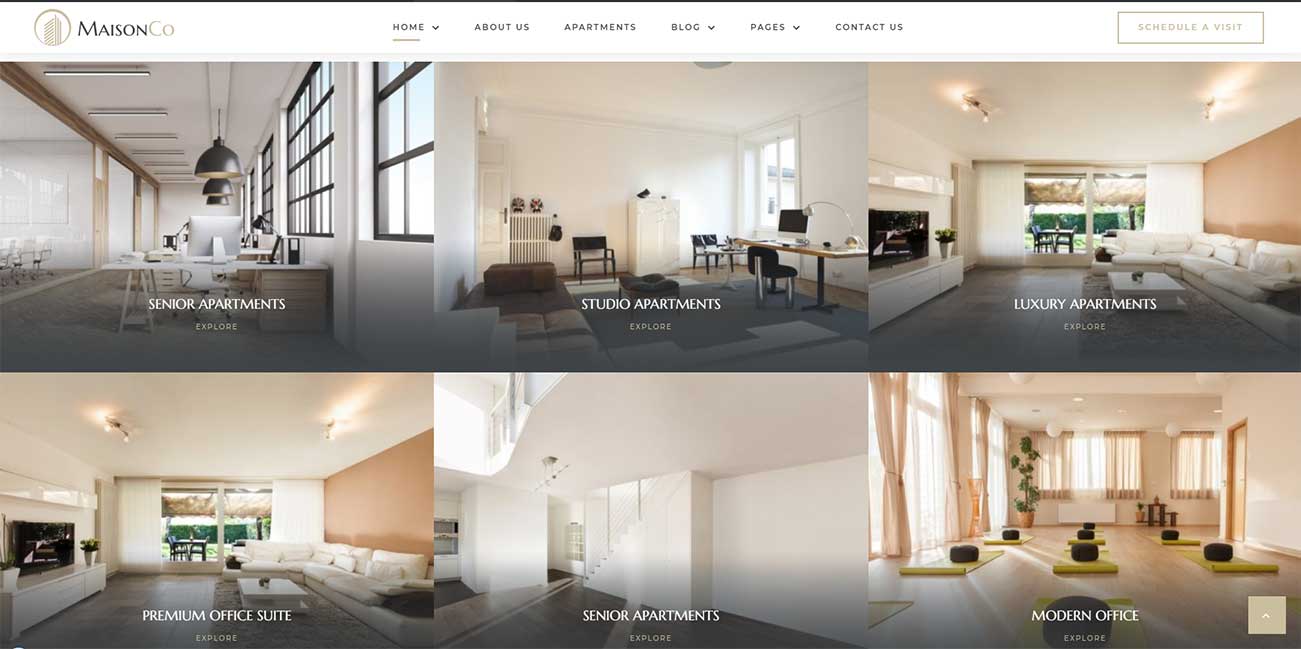 MAISONCO
HOME
ABOUT US
APARTMENTS
BLOG
PAGES
CONTACT US
SCHEDULE A VISIT
SENIOR APARTMENTS
EXPLORE
STUDIO APARTMENTS
EXPLORE
LUXURY APARTMENTS
EXPLORE
PREMIUM OFFICE SUITE
EXPLORE
SENIOR APARTMENTS
EXPLORE
MODERN OFFICE
EXPLORE